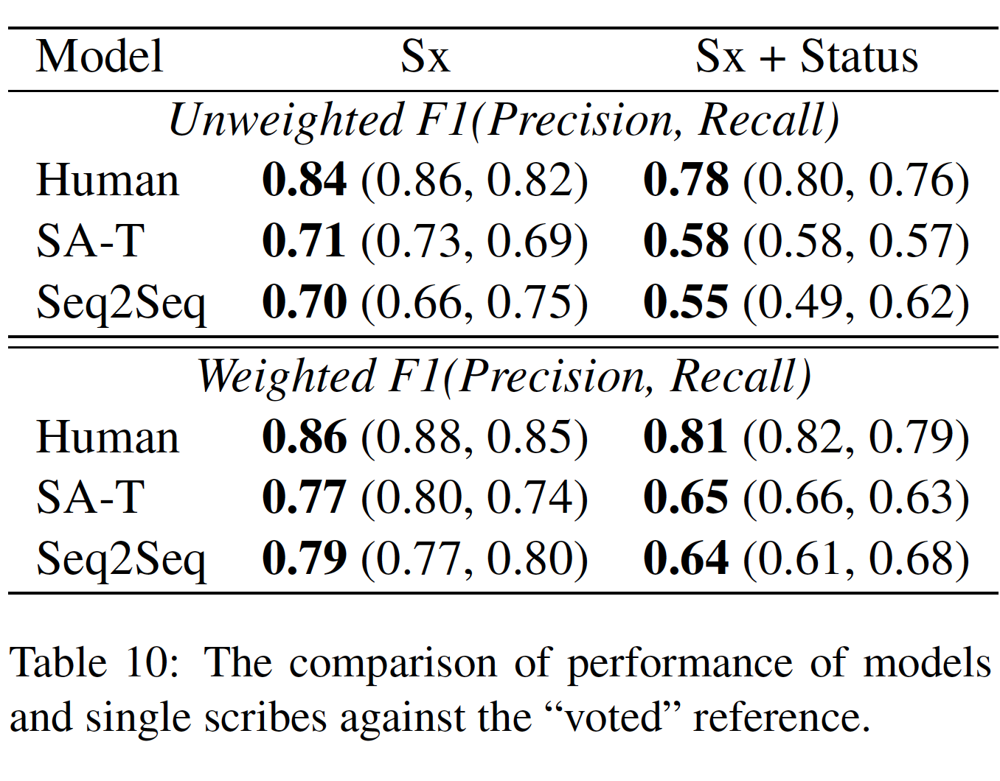 Model Sx Sx + Status
Unweighted F1(Precision, Recall)
Human 0.84 (0.86, 0.82) 0.78 (0.80, 0.76)
SA-T 0.71 (0.73, 0.69) 0.58 (0.58, 0.57)
Seq2Seq 0.70 (0.66, 0.75) 0.55 (0.49, 0.62)
Weighted F1(Precision, Recall)
Human 0.86 (0.88, 0.85) 0.81 (0.82, 0.79)
SA-T 0.77 (0.80, 0.74) 0.65 (0.66, 0.63)
Seq2Seq 0.79 (0.77, 0.80) 0.64 (0.61, 0.68)
Table 10: The comparison of performance of models
and single scribes against the “voted” reference.